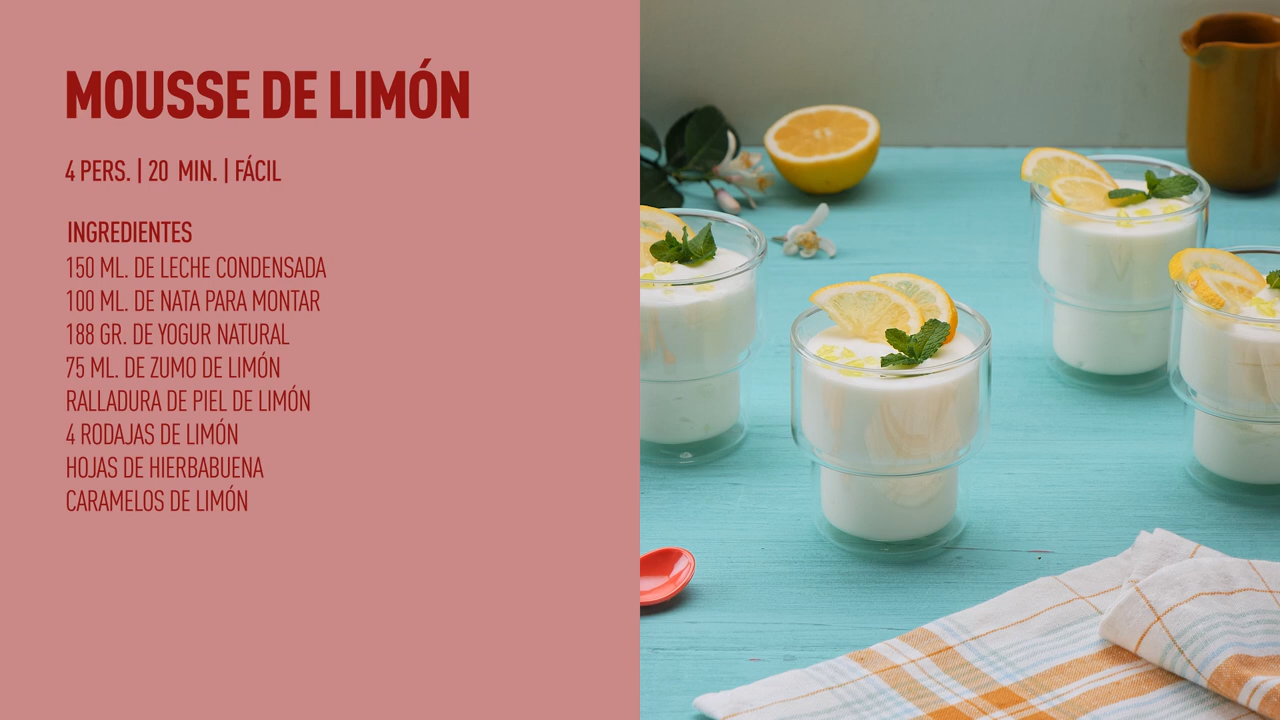 MOUSSE DE LIMÓN
4 PERS. | 20 MIN. | FÁCIL
INGREDIENTES
150 ML. DE LECHE CONDENSADA
100 ML. DE NATA PARA MONTAR
188 GR. DE YOGUR NATURAL
75 ML. DE ZUMO DE LIMÓN
RALLADURA DE PIEL DE LIMÓN
4 RODAJAS DE LIMÓN
HOJAS DE HIERBABUENA
CARAMELOS DE LIMÓN